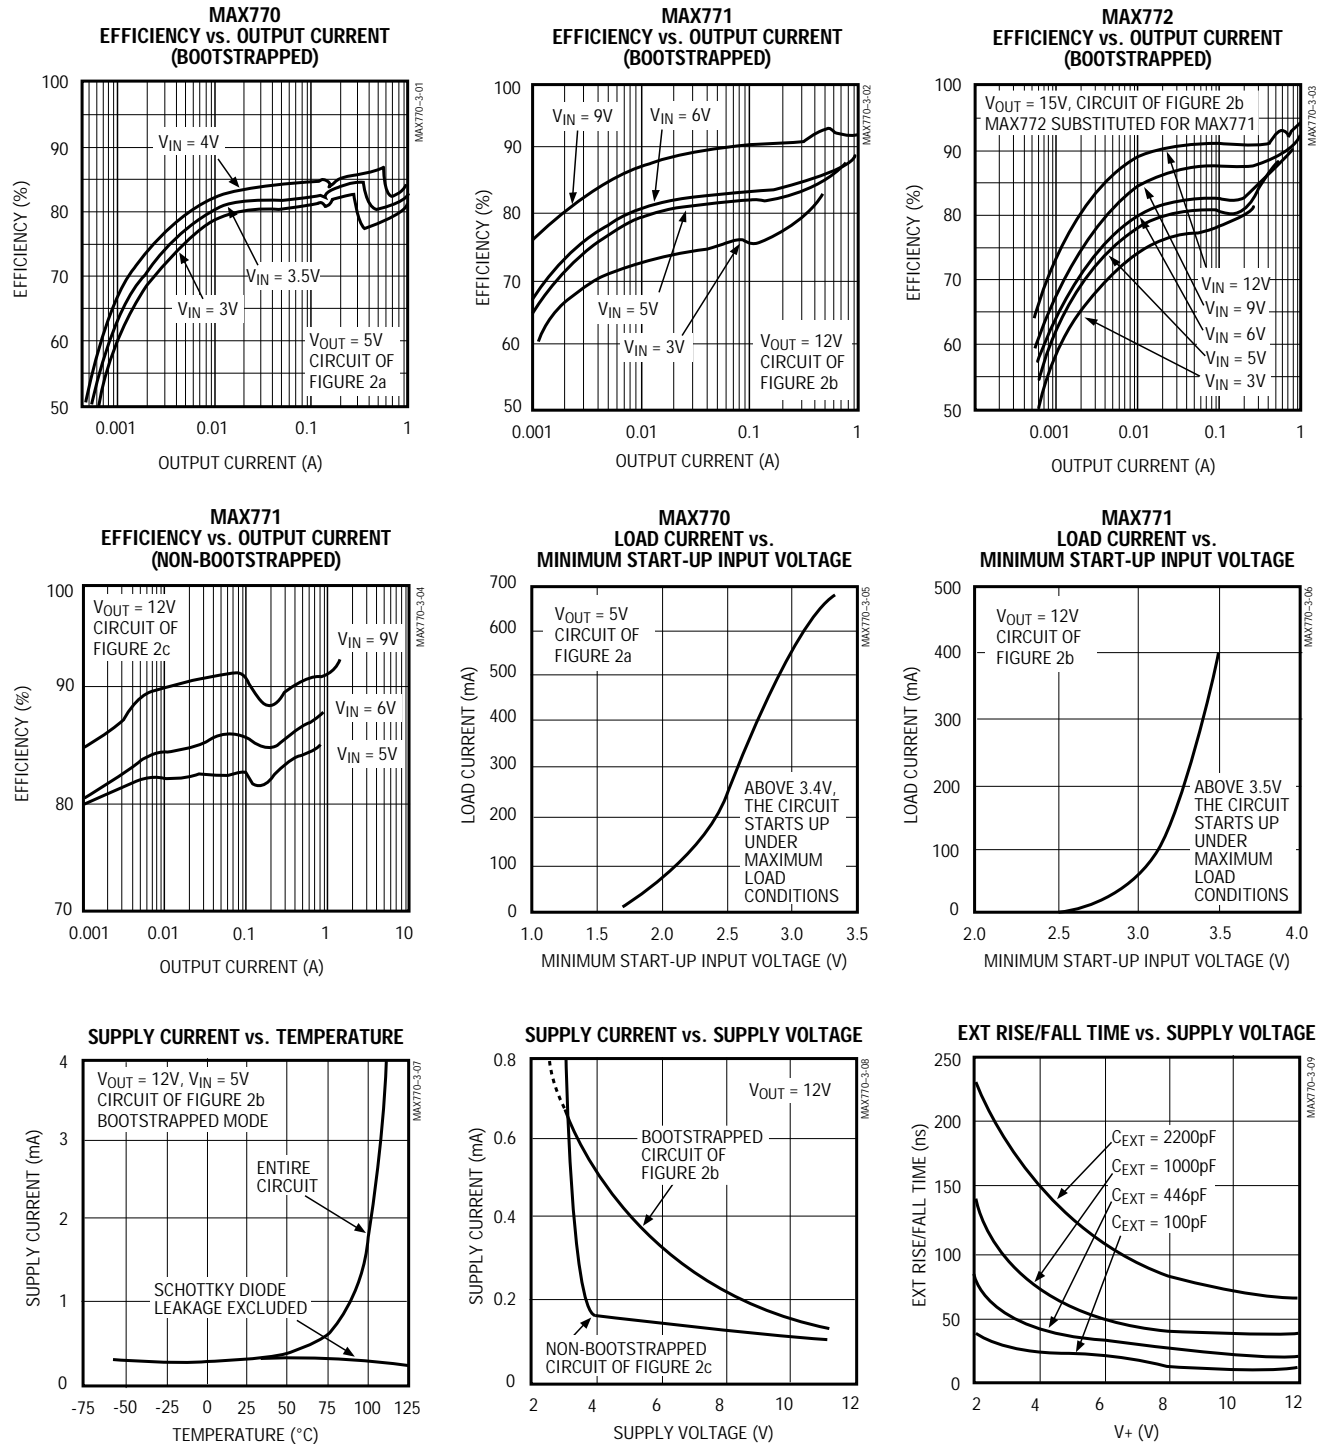 MAX770
EFFICIENCY vs. OUTPUT CURRENT
(BOOTSTRAPPED)
100
90
80
70
60
50
EFFICIENCY (%)
VIN = 4V
VIN = 3.5V
VIN = 3V
VOUT = 5V
CIRCUIT OF
FIGURE 2a
0.001
0.01
0.1
1
OUTPUT CURRENT (A)
MAX770-3-01
MAX771
EFFICIENCY vs. OUTPUT CURRENT
(BOOTSTRAPPED)
100
90
80
70
60
50
EFFICIENCY (%)
VIN = 9V
VIN = 6V
VIN = 5V
VIN = 3V
VOUT = 12V
CIRCUIT OF
FIGURE 2b
0.001
0.01
0.1
1
OUTPUT CURRENT (A)
MAX770-3-02
MAX772
EFFICIENCY vs. OUTPUT CURRENT
(BOOTSTRAPPED)
VOUT = 15V, CIRCUIT OF FIGURE 2b
MAX772 SUBSTITUTED FOR MAX771
100
90
80
70
60
50
EFFICIENCY (%)
VIN = 12V
VIN = 9V
VIN = 6V
VIN = 5V
VIN = 3V
0.001
0.01
0.1
1
OUTPUT CURRENT (A)
MAX770-3-03
MAX771
EFFICIENCY vs. OUTPUT CURRENT
(NON-BOOTSTRAPPED)
100
90
80
70
EFFICIENCY (%)
VOUT = 12V
CIRCUIT OF
FIGURE 2c
VIN = 9V
VIN = 6V
VIN = 5V
0.001
0.01
0.1
1
10
OUTPUT CURRENT (A)
MAX770-3-04
MAX770
LOAD CURRENT vs.
MINIMUM START-UP INPUT VOLTAGE
700
600
500
400
300
200
100
0
LOAD CURRENT (mA)
VOUT = 5V
CIRCUIT OF
FIGURE 2a
ABOVE 3.4V,
THE CIRCUIT
STARTS UP
UNDER
MAXIMUM
LOAD
CONDITIONS
1.0
1.5
2.0
2.5
3.0
3.5
MINIMUM START-UP INPUT VOLTAGE (V)
MAX770-3-05
MAX771
LOAD CURRENT vs.
MINIMUM START-UP INPUT VOLTAGE
500
400
300
200
100
0
LOAD CURRENT (mA)
VOUT = 12V
CIRCUIT OF
FIGURE 2b
ABOVE 3.5V
THE CIRCUIT
STARTS UP
UNDER
MAXIMUM
LOAD
CONDITIONS
2.0
2.5
3.0
3.5
4.0
MINIMUM START-UP INPUT VOLTAGE (V)
MAX770-3-06
SUPPLY CURRENT vs. TEMPERATURE
4
3
2
1
0
SUPPLY CURRENT (mA)
VOUT = 12V, VIN = 5V
CIRCUIT OF FIGURE 2b
BOOTSTRAPPED MODE
ENTIRE
CIRCUIT
SCHOTTKY DIODE
LEAKAGE EXCLUDED
-75
-50
-25
0
25
50
75
100
125
TEMPERATURE (°C)
MAX770-3-07
SUPPLY CURRENT vs. SUPPLY VOLTAGE
0.8
0.6
0.4
0.2
0
SUPPLY CURRENT (mA)
VOUT = 12V
BOOTSTRAPPED
CIRCUIT OF
FIGURE 2b
NON-BOOTSTRAPPED
CIRCUIT OF FIGURE 2c
2
4
6
8
10
12
SUPPLY VOLTAGE (V)
MAX770-3-08
EXT RISE/FALL TIME vs. SUPPLY VOLTAGE
250
200
150
100
50
0
EXT RISE/FALL TIME (ns)
CEXT = 2200pF
CEXT = 1000pF
CEXT = 446pF
CEXT = 100pF
2
4
6
8
10
12
V+ (V)
MAX770-3-09